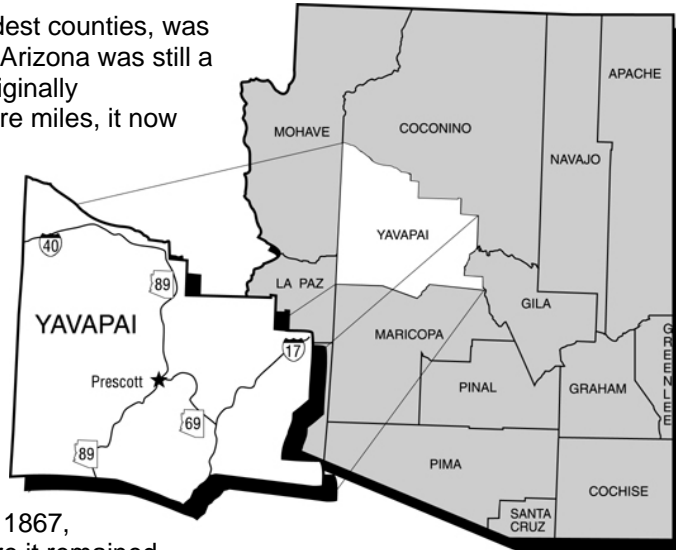 dest counties, was
Arizona was still a
iginally
re miles, it now
APACHE
MOHAVE
COCONINO
NAVAJO
YAVAPAI
40
89
LA PAZ
GILA
YAVAPAI
17
MARICOPA
GREENLEE
Prescott
PINAL
GRAHAM
69
89
PIMA
COCHISE
SANTA
CRUZ
1867,
it remained